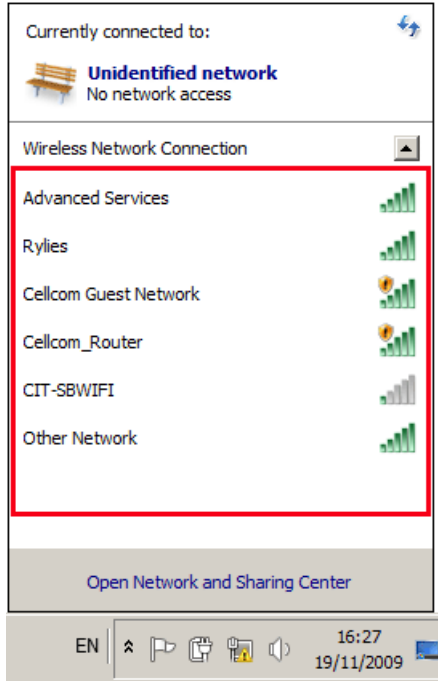 Currently connected to:
Unidentified network
No network access
Wireless Network Connection
Advanced Services
Rylies
Cellcom Guest Network
Cellcom_Router
CIT-SBWIFI
Other Network
Open Network and Sharing Center
EN
16:27
19/11/2009